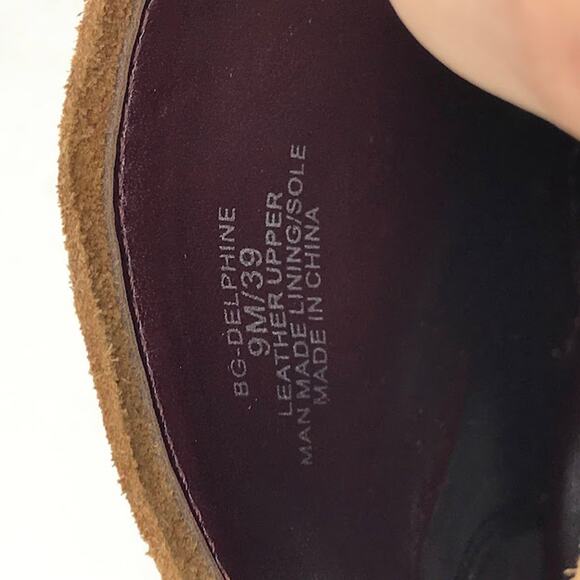 BG-DELPHINE
9M/39
LEATHER UPPER
MAN MADE LINING/SOLE
MADE IN CHINA